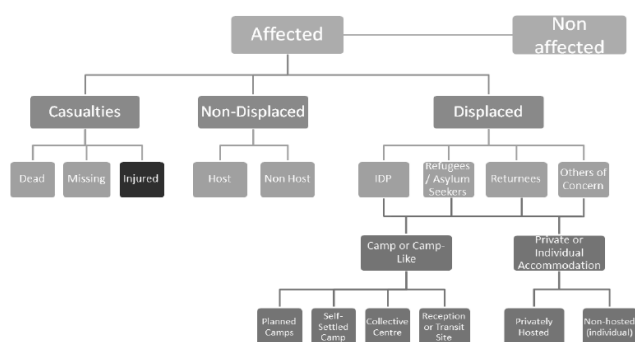 Affected
Non
affected
Casualties
Non-Displaced
Displaced
Dead
Missing
Injured
Host
Non Host
IDP
Refugees
/ Asylum
Seekers
Returnees
Others of
Concern
Camp or Camp-
Like
Private or
Individual
Accommodation
Planned
Camps
Self-
Settled
Camp
Collective
Centre
Reception
or Transit
Site
Privately
Hosted
Non-hosted
(individual)